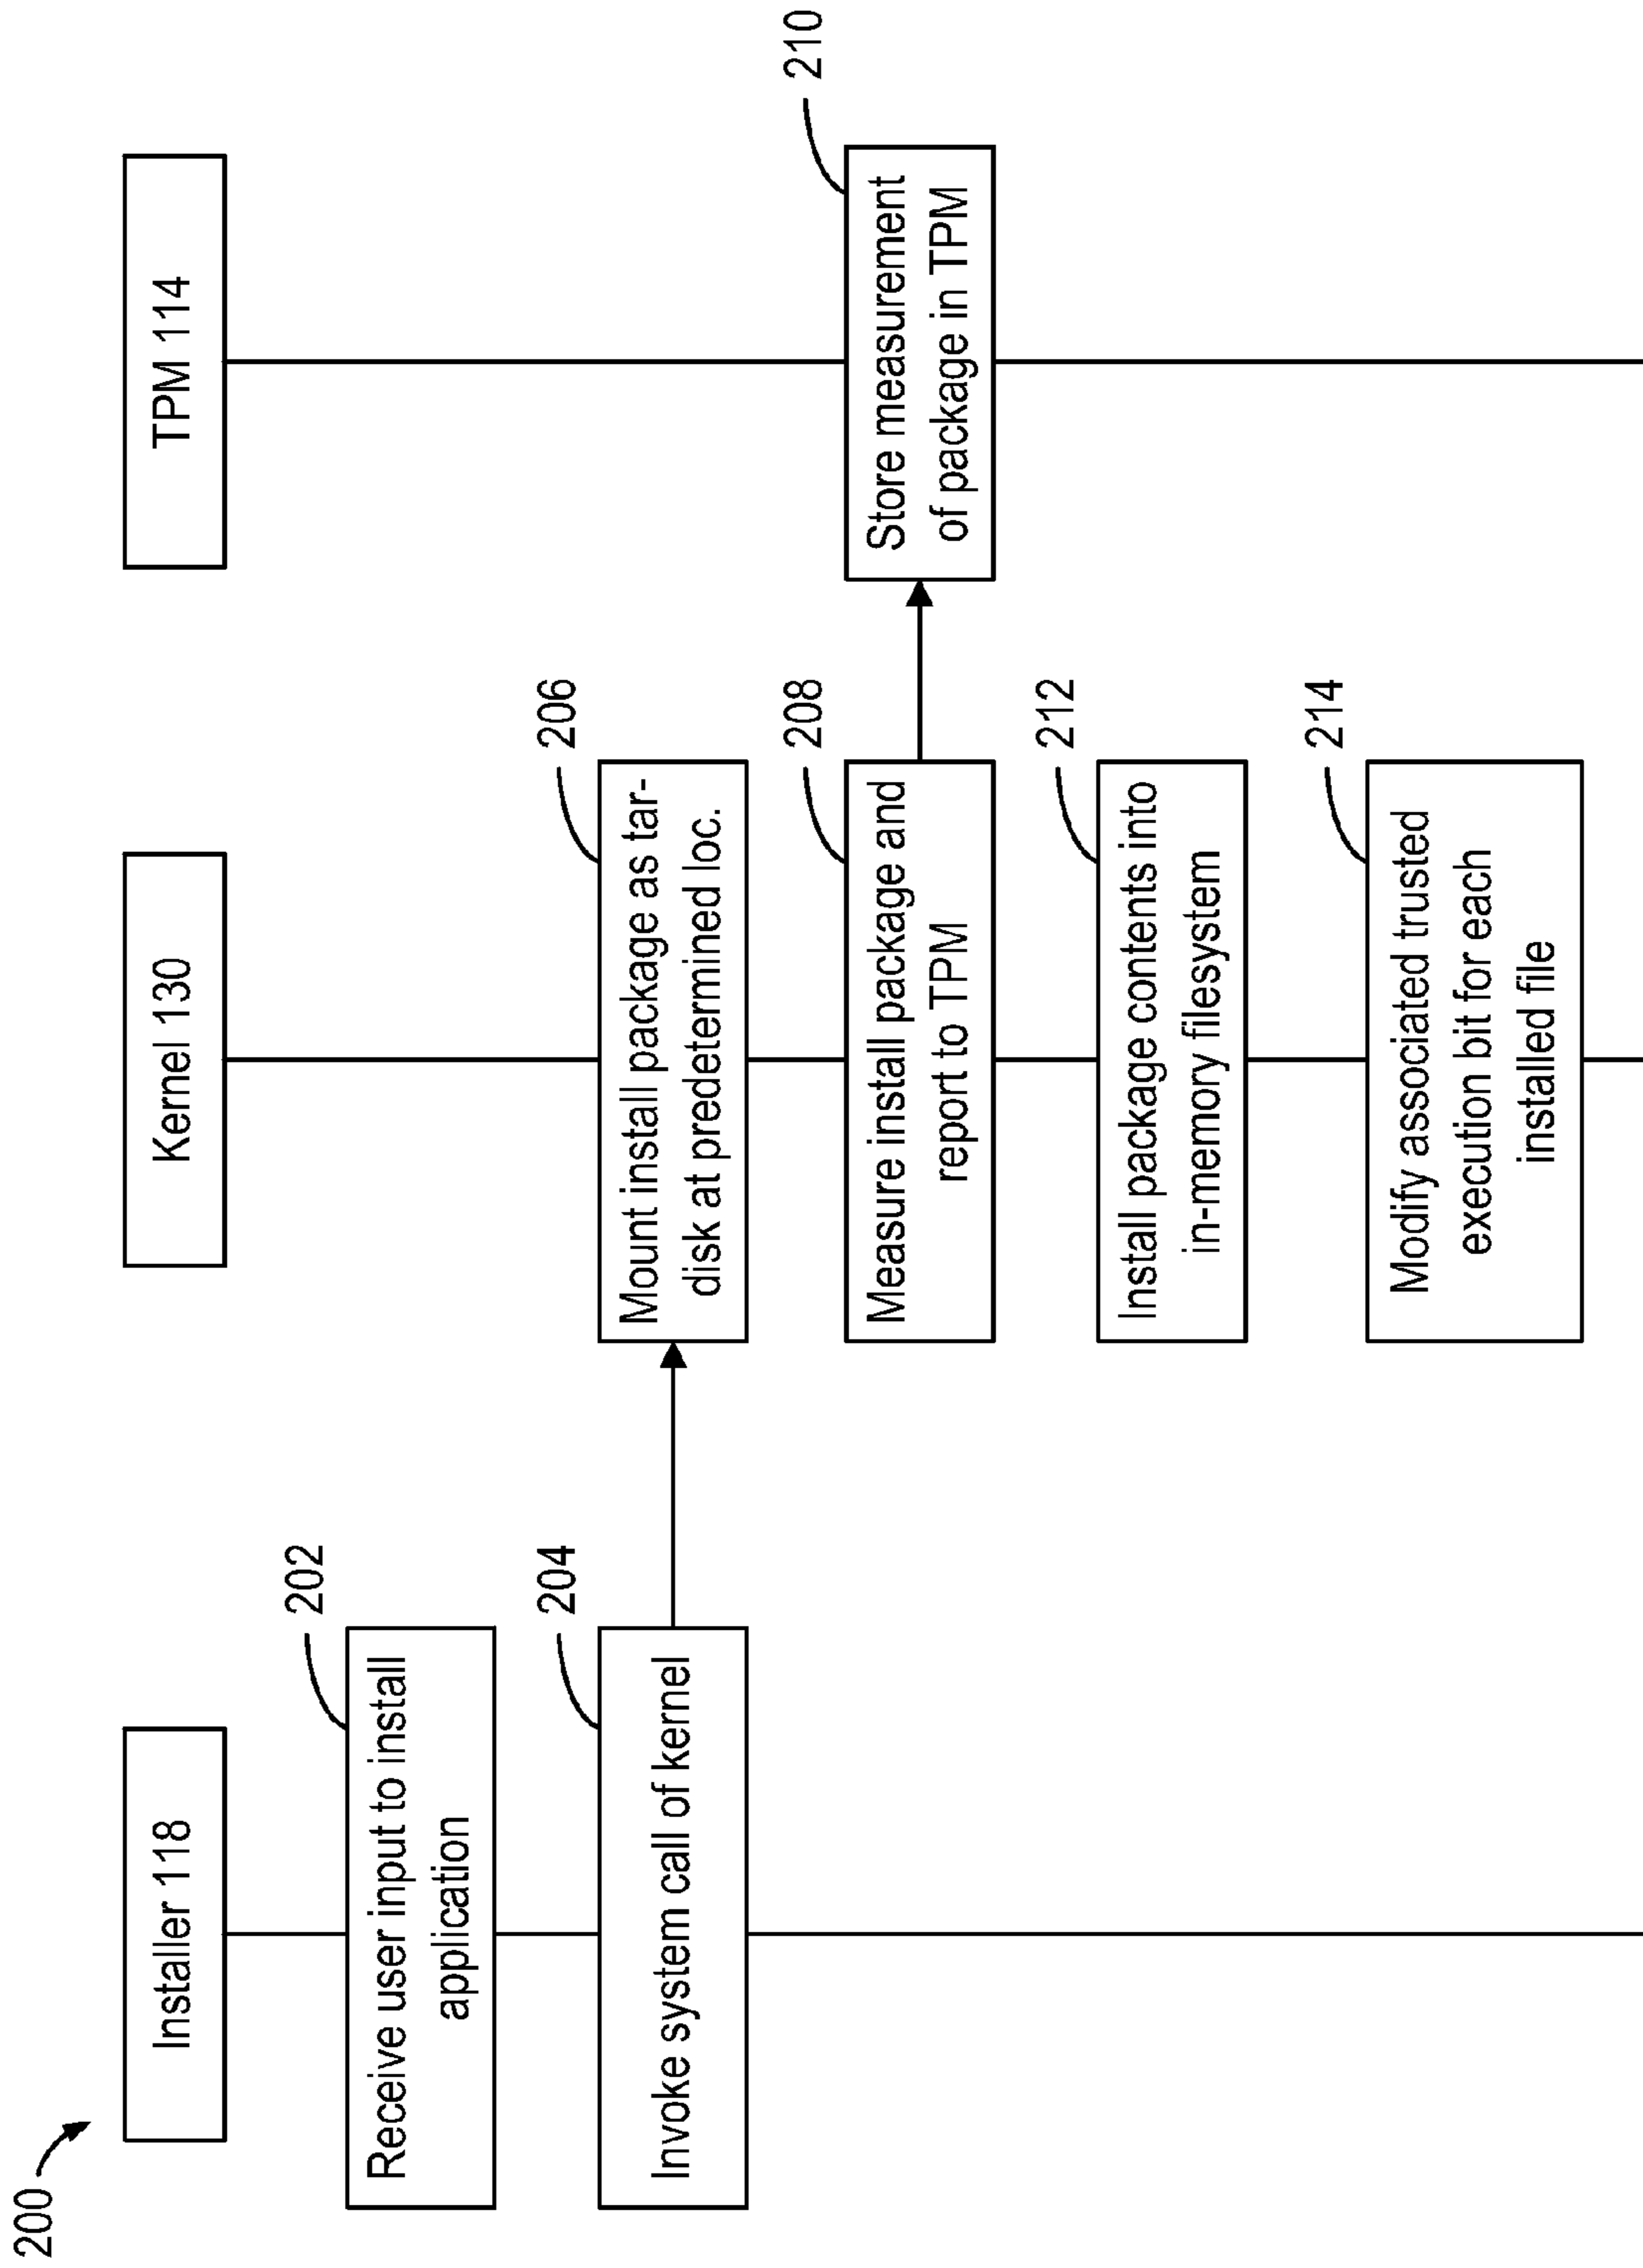 200
Installer 118
Kernel 130
TPM 114
202
Receive user input to install
application
204
Invoke system call of kernel
206
Mount install package as tar-
disk at predetermined loc.
208
Measure install package and
report to TPM
210
Store measurement
of package in TPM
212
Install package contents into
in-memory filesystem
214
Modify associated trusted
execution bit for each
installed file